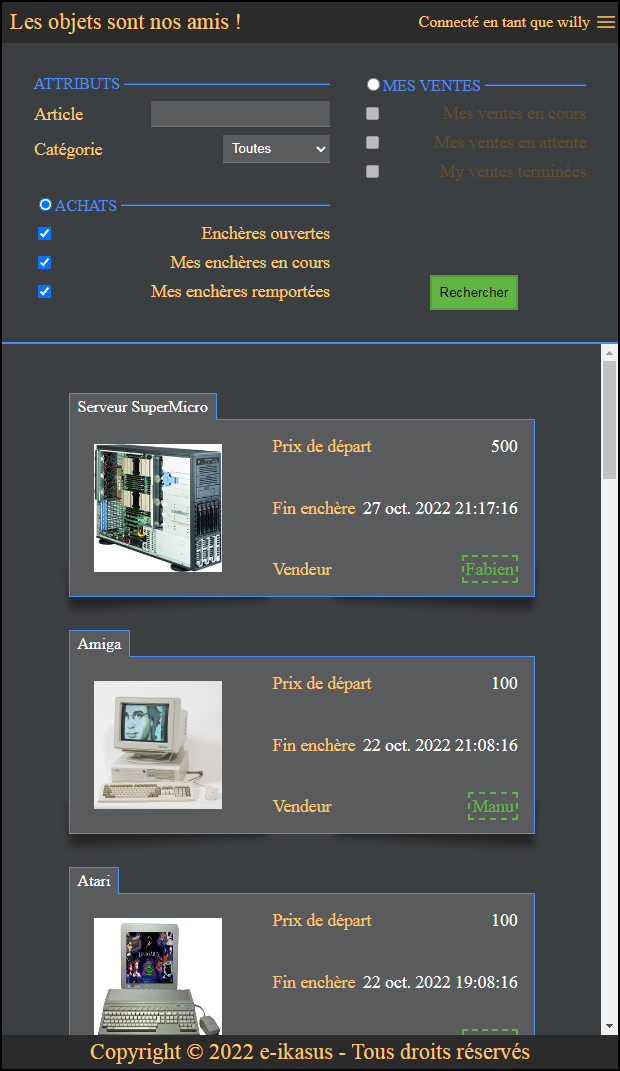 Les objets sont nos amis !
Connecté en tant que willy
ATTRIBUTS
Article
Catégorie
Toutes
ACHATS
Enchères ouvertes
Mes enchères en cours
Mes enchères remportées
MES VENTES
Mes ventes en cours
Mes ventes en attente
My ventes terminées
Rechercher
Serveur SuperMicro
Prix de départ 500
Fin enchère 27 oct. 2022 21:17:16
Vendeur Fabien
Amiga
Prix de départ 100
Fin enchère 22 oct. 2022 21:08:16
Vendeur Manu
Atari
Prix de départ 100
Fin enchère 22 oct. 2022 19:08:16
Copyright © 2022 e-ikasus - Tous droits réservés